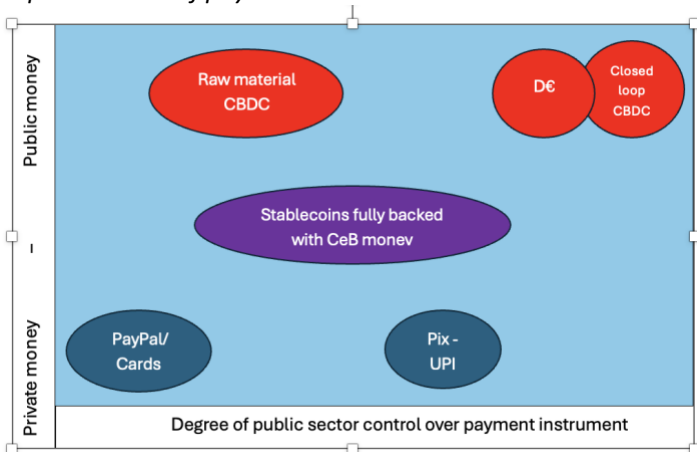 Public money
Raw material
CBDC
D€
Closed
loop
CBDC
–
Stablecoins fully backed
with CeB money
Private money
PayPal/
Cards
Pix -
UPI
Degree of public sector control over payment instrument